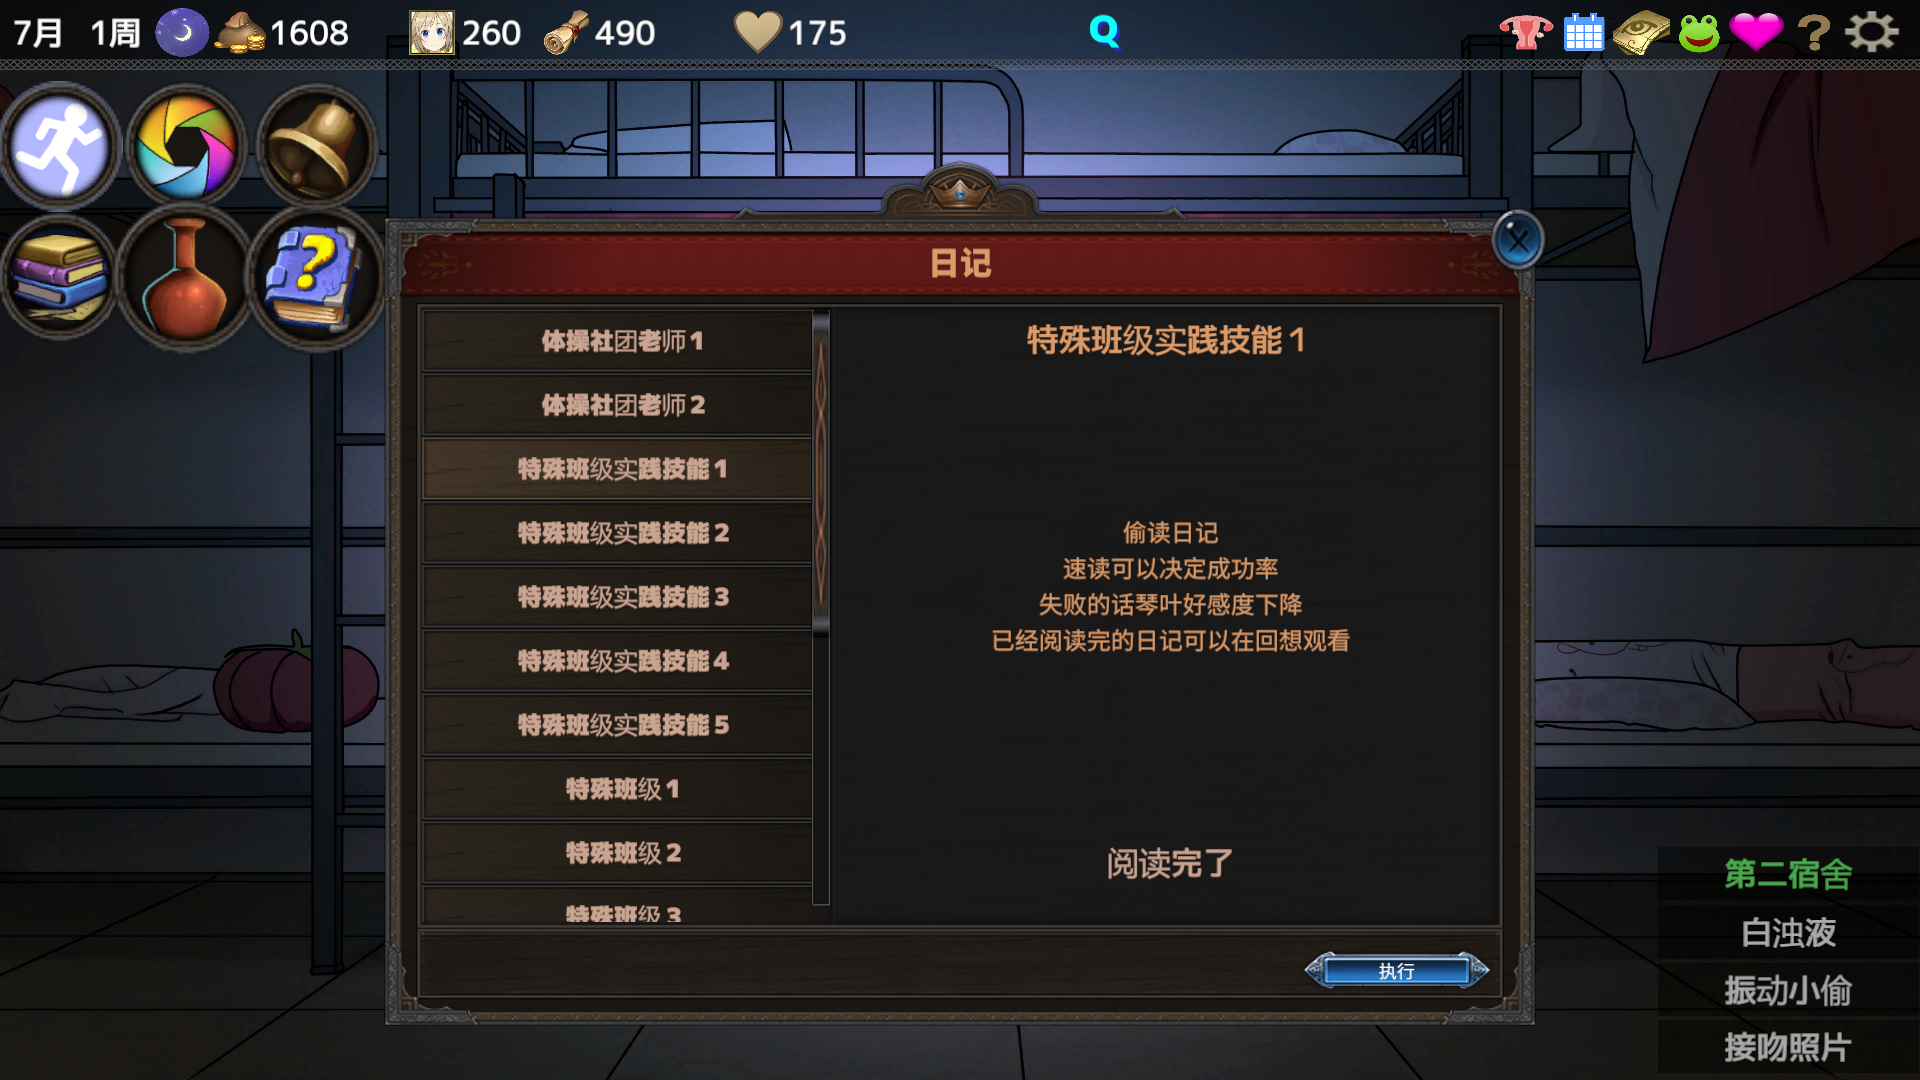 7月 1周 1608 260 490 175 Q
日记
体操社团老师1
体操社团老师2
特殊班级实践技能1
特殊班级实践技能2
特殊班级实践技能3
特殊班级实践技能4
特殊班级实践技能5
特殊班级1
特殊班级2
特殊班级3
特殊班级实践技能1
偷读日记
速读可以决定成功率
失败的话琴叶好感度下降
已经阅读完的日记可以在回想观看
阅读完了
执行
第二宿舍
白浊液
振动小偷
接吻照片